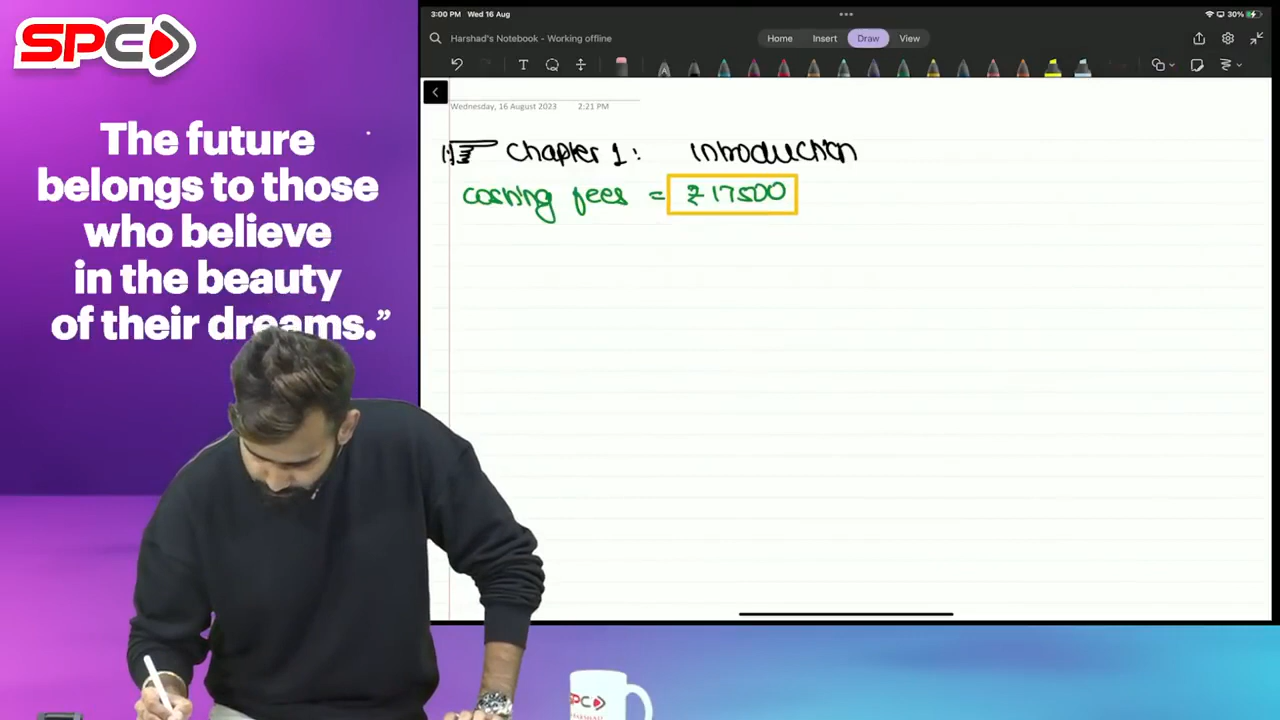 SPC
The future
belongs to those
who believe
in the beauty
of their dreams.”
3:00 PM Wed 16 Aug
30%
Harshad's Notebook - Working offline
Home Insert Draw View
Wednesday, 16 August 2023 2:21 PM
Chapter 1: Introduction
fees = ₹17500
SPC